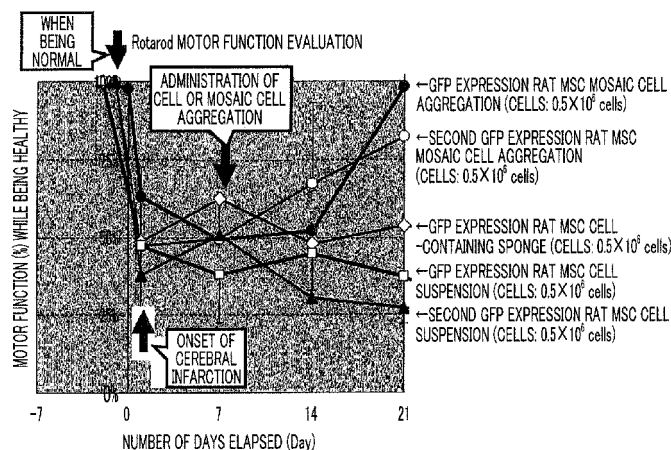 WHEN
BEING
NORMAL
Rotarod MOTOR FUNCTION EVALUATION
ADMINISTRATION OF
CELL OR MOSAIC CELL
AGGREGATION
←GFP EXPRESSION RAT MSC MOSAIC CELL
AGGREGATION (CELLS: 0.5×10⁶ cells)
←SECOND GFP EXPRESSION RAT MSC
MOSAIC CELL AGGREGATION
(CELLS: 0.5×10⁶ cells)
←GFP EXPRESSION RAT MSC CELL
-CONTAINING SPONGE (CELLS: 0.5×10⁶ cells)
←GFP EXPRESSION RAT MSC CELL
SUSPENSION (CELLS: 0.5×10⁶ cells)
←SECOND GFP EXPRESSION RAT MSC CELL
SUSPENSION (CELLS: 0.5×10⁶ cells)
ONSET OF
CEREBRAL
INFARCTION
MOTOR FUNCTION (%) WHILE BEING HEALTHY
0%
-7 0 7 14 21
NUMBER OF DAYS ELAPSED (Day)